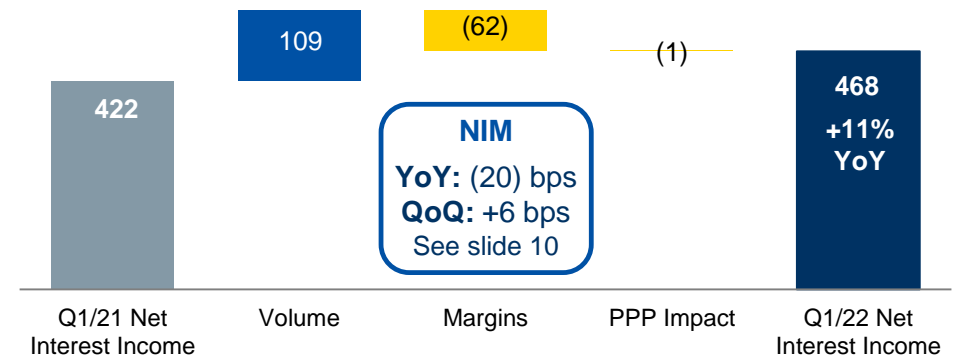 109
(62)
(1)
422
468
+11%
YoY
NIM
YoY: (20) bps
QoQ: +6 bps
See slide 10
Q1/21 Net
Interest Income
Volume
Margins
PPP Impact
Q1/22 Net
Interest Income